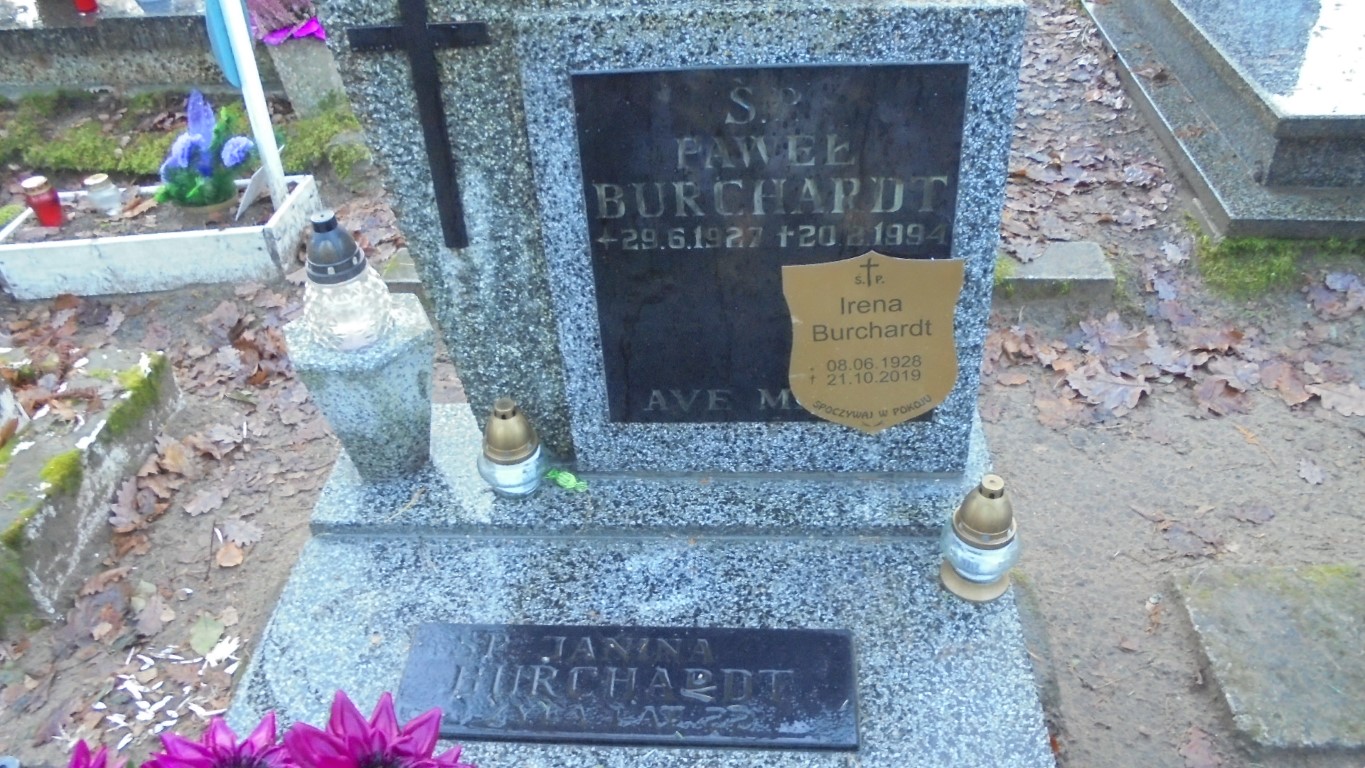 Ś.P.
PAWEŁ
BURCHARDT
+29.6.1927 +20.2.1994
AVE
S. P.
Irena
Burchardt
08.06.1928
† 21.10.2019
SPOCZYWAJ W POKOJU
JANINA
BURCHARDT